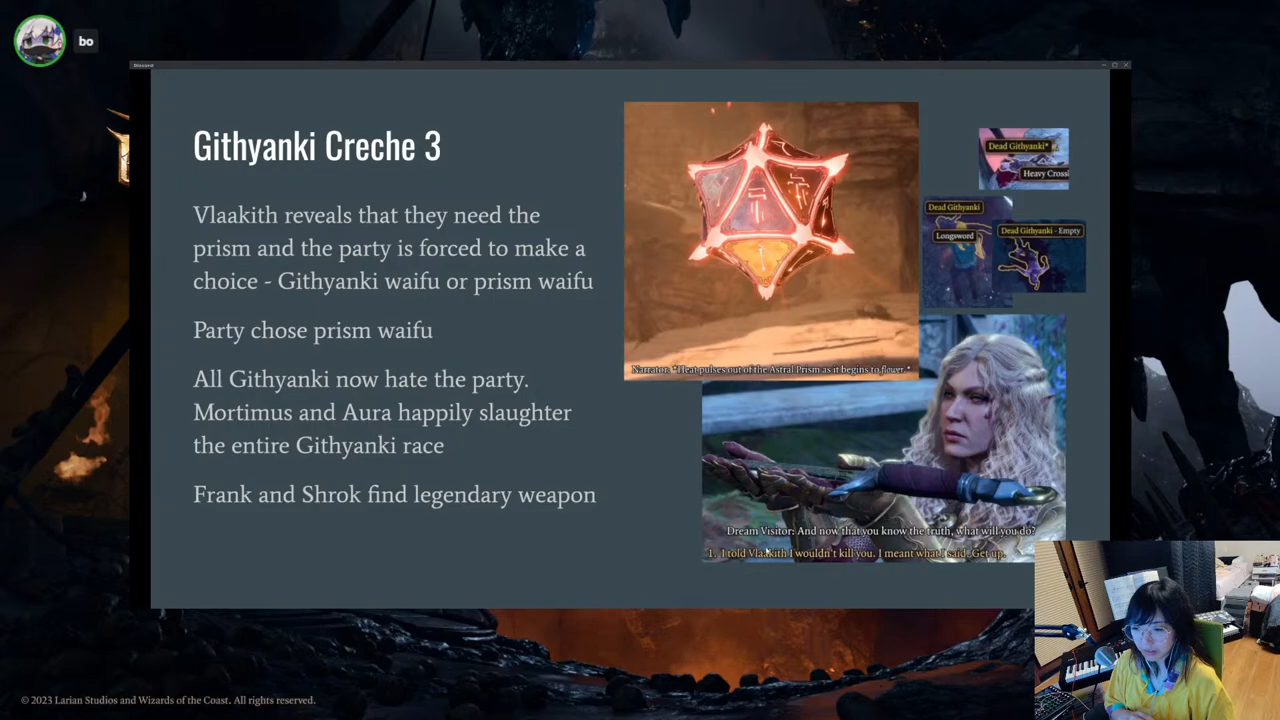 bo
Discord
Githyanki Creche 3
Vlaakith reveals that they need the
prism and the party is forced to make a
choice - Githyanki waifu or prism waifu
Party chose prism waifu
All Githyanki now hate the party.
Mortimus and Aura happily slaughter
the entire Githyanki race
Frank and Shrok find legendary weapon
Narrator: *Heat pulses out of the Astral Prism as it begins to flower.*
Dead Githyanki*
Heavy Cross
Dead Githyanki
Longsword
Dead Githyanki - Empty
Dream Visitor: And now that you know the truth, what will you do?
1. I told Vlaakith I wouldn't kill you. I meant what I said. Get up.
© 2023 Larian Studios and Wizards of the Coast. All rights reserved.